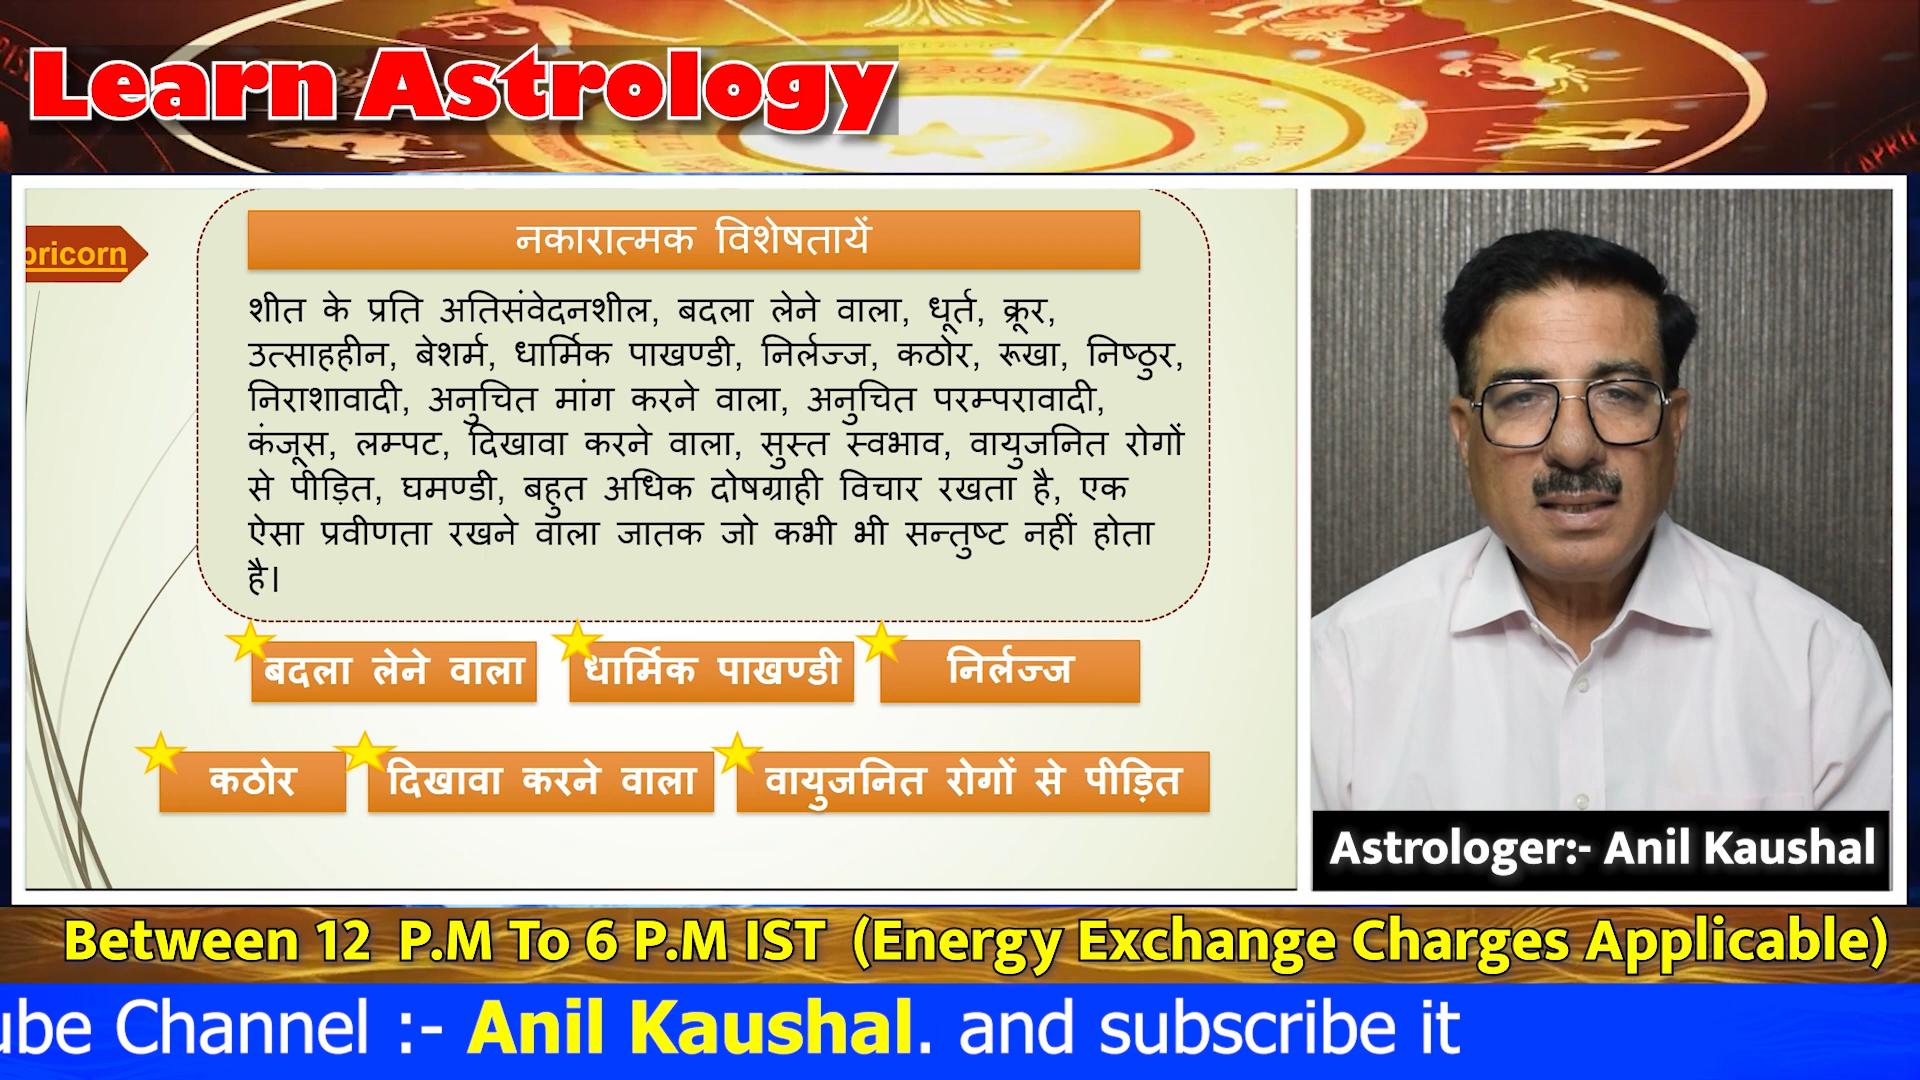 Learn Astrology
pricorn
नकारात्मक विशेषतायें
शीत के प्रति अतिसंवेदनशील, बदला लेने वाला, धूर्त, क्रूर,
उत्साहहीन, बेशर्म, धार्मिक पाखण्डी, निर्लज्ज, कठोर, रूखा, निष्ठुर,
निराशावादी, अनुचित मांग करने वाला, अनुचित परम्परावादी,
कंजूस, लम्पट, दिखावा करने वाला, सुस्त स्वभाव, वायुजनित रोगों
से पीड़ित, घमण्डी, बहुत अधिक दोषग्राही विचार रखता है, एक
ऐसा प्रवीणता रखने वाला जातक जो कभी भी सन्तुष्ट नहीं होता
है।
बदला लेने वाला धार्मिक पाखण्डी निर्लज्ज
कठोर दिखावा करने वाला वायुजनित रोगों से पीड़ित
Astrologer:- Anil Kaushal
Between 12 P.M To 6 P.M IST (Energy Exchange Charges Applicable)
ube Channel :- Anil Kaushal. and subscribe it